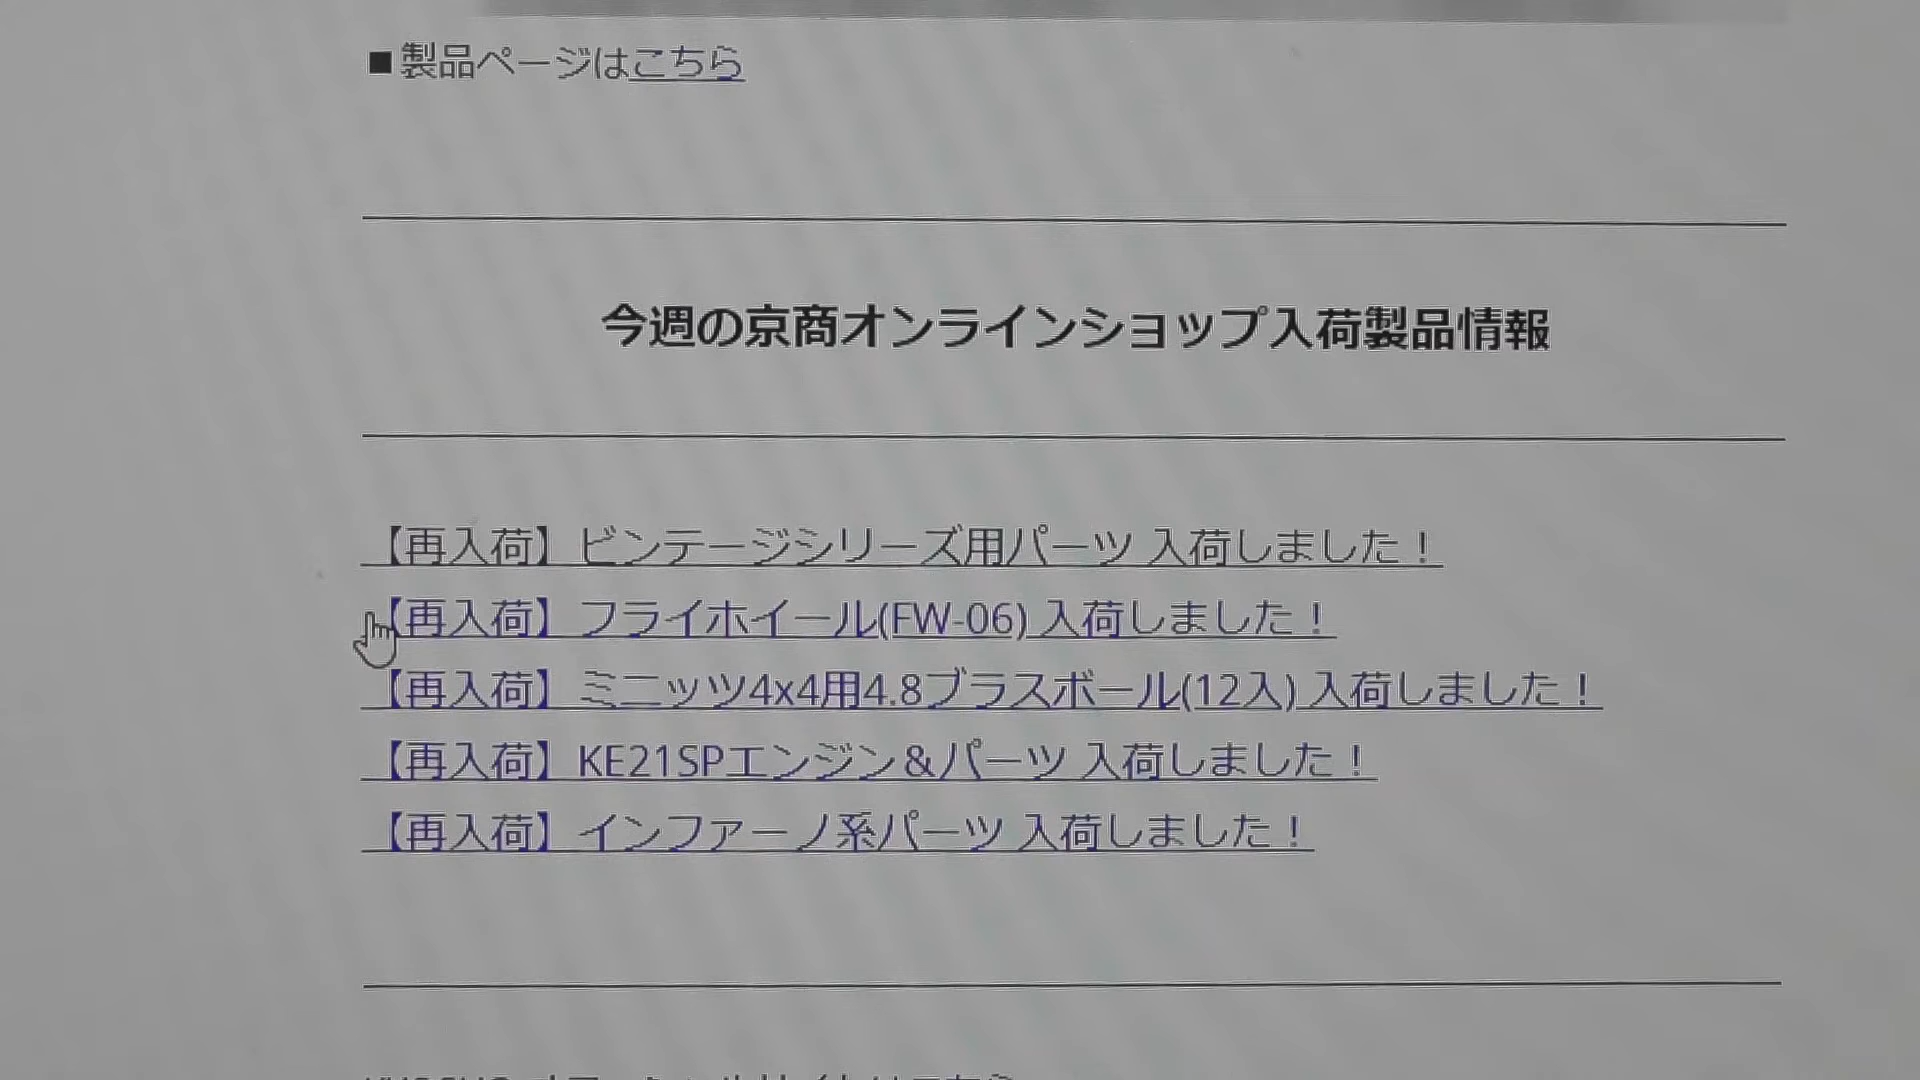 ■製品ページはこちら
今週の京商オンラインショップ入荷製品情報
【再入荷】ビンテージシリーズ用パーツ 入荷しました！
【再入荷】フライホイール(FW-06) 入荷しました！
【再入荷】ミニッツ4x4用4.8ブラスボール(12入) 入荷しました！
【再入荷】KE21SPエンジン＆パーツ 入荷しました！
【再入荷】インファーノ系パーツ 入荷しました！